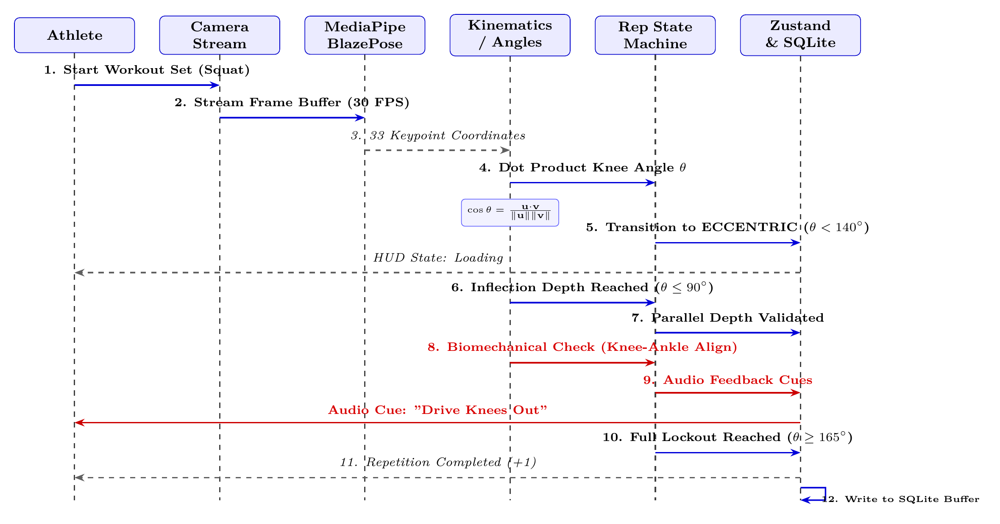 Athlete
Camera
Stream
MediaPipe
BlazePose
Kinematics
/ Angles
Rep State
Machine
Zustand
& SQLite
1. Start Workout Set (Squat)
2. Stream Frame Buffer (30 FPS)
3. 33 Keypoint Coordinates
4. Dot Product Knee Angle θ
cos θ = u·v / ‖u‖‖v‖
5. Transition to ECCENTRIC (θ < 140°)
HUD State: Loading
6. Inflection Depth Reached (θ ≤ 90°)
7. Parallel Depth Validated
8. Biomechanical Check (Knee-Ankle Align)
9. Audio Feedback Cues
Audio Cue: ”Drive Knees Out”
10. Full Lockout Reached (θ ≥ 165°)
11. Repetition Completed (+1)
12. Write to SQLite Buffer